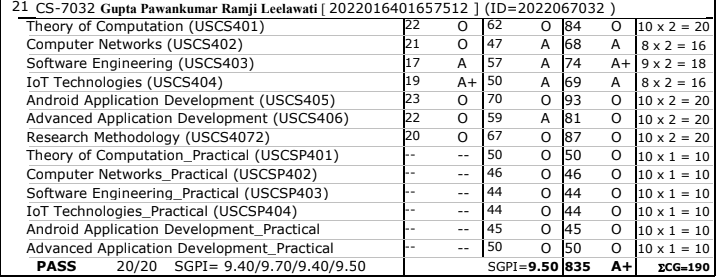 21 CS-7032 Gupta Pawankumar Ramji Leelawati [ 2022016401657512 ] (ID=2022067032 )
Theory of Computation (USCS401) 22 O 62 O 84 O 10 x 2 = 20
Computer Networks (USCS402) 21 O 47 A 68 A 8 x 2 = 16
Software Engineering (USCS403) 17 A 57 A 74 A+ 9 x 2 = 18
IoT Technologies (USCS404) 19 A+ 50 A 69 A 8 x 2 = 16
Android Application Development (USCS405) 23 O 70 O 93 O 10 x 2 = 20
Advanced Application Development (USCS406) 22 O 59 A 81 O 10 x 2 = 20
Research Methodology (USCS4072) 20 O 67 O 87 O 10 x 2 = 20
Theory of Computation_Practical (USCSP401) -- -- 50 O 50 O 10 x 1 = 10
Computer Networks_Practical (USCSP402) -- -- 46 O 46 O 10 x 1 = 10
Software Engineering_Practical (USCSP403) -- -- 44 O 44 O 10 x 1 = 10
IoT Technologies_Practical (USCSP404) -- -- 44 O 44 O 10 x 1 = 10
Android Application Development_Practical -- -- 45 O 45 O 10 x 1 = 10
Advanced Application Development_Practical -- -- 50 O 50 O 10 x 1 = 10
PASS 20/20 SGPI= 9.40/9.70/9.40/9.50 SGPI=9.50 835 A+ ΣCG=190